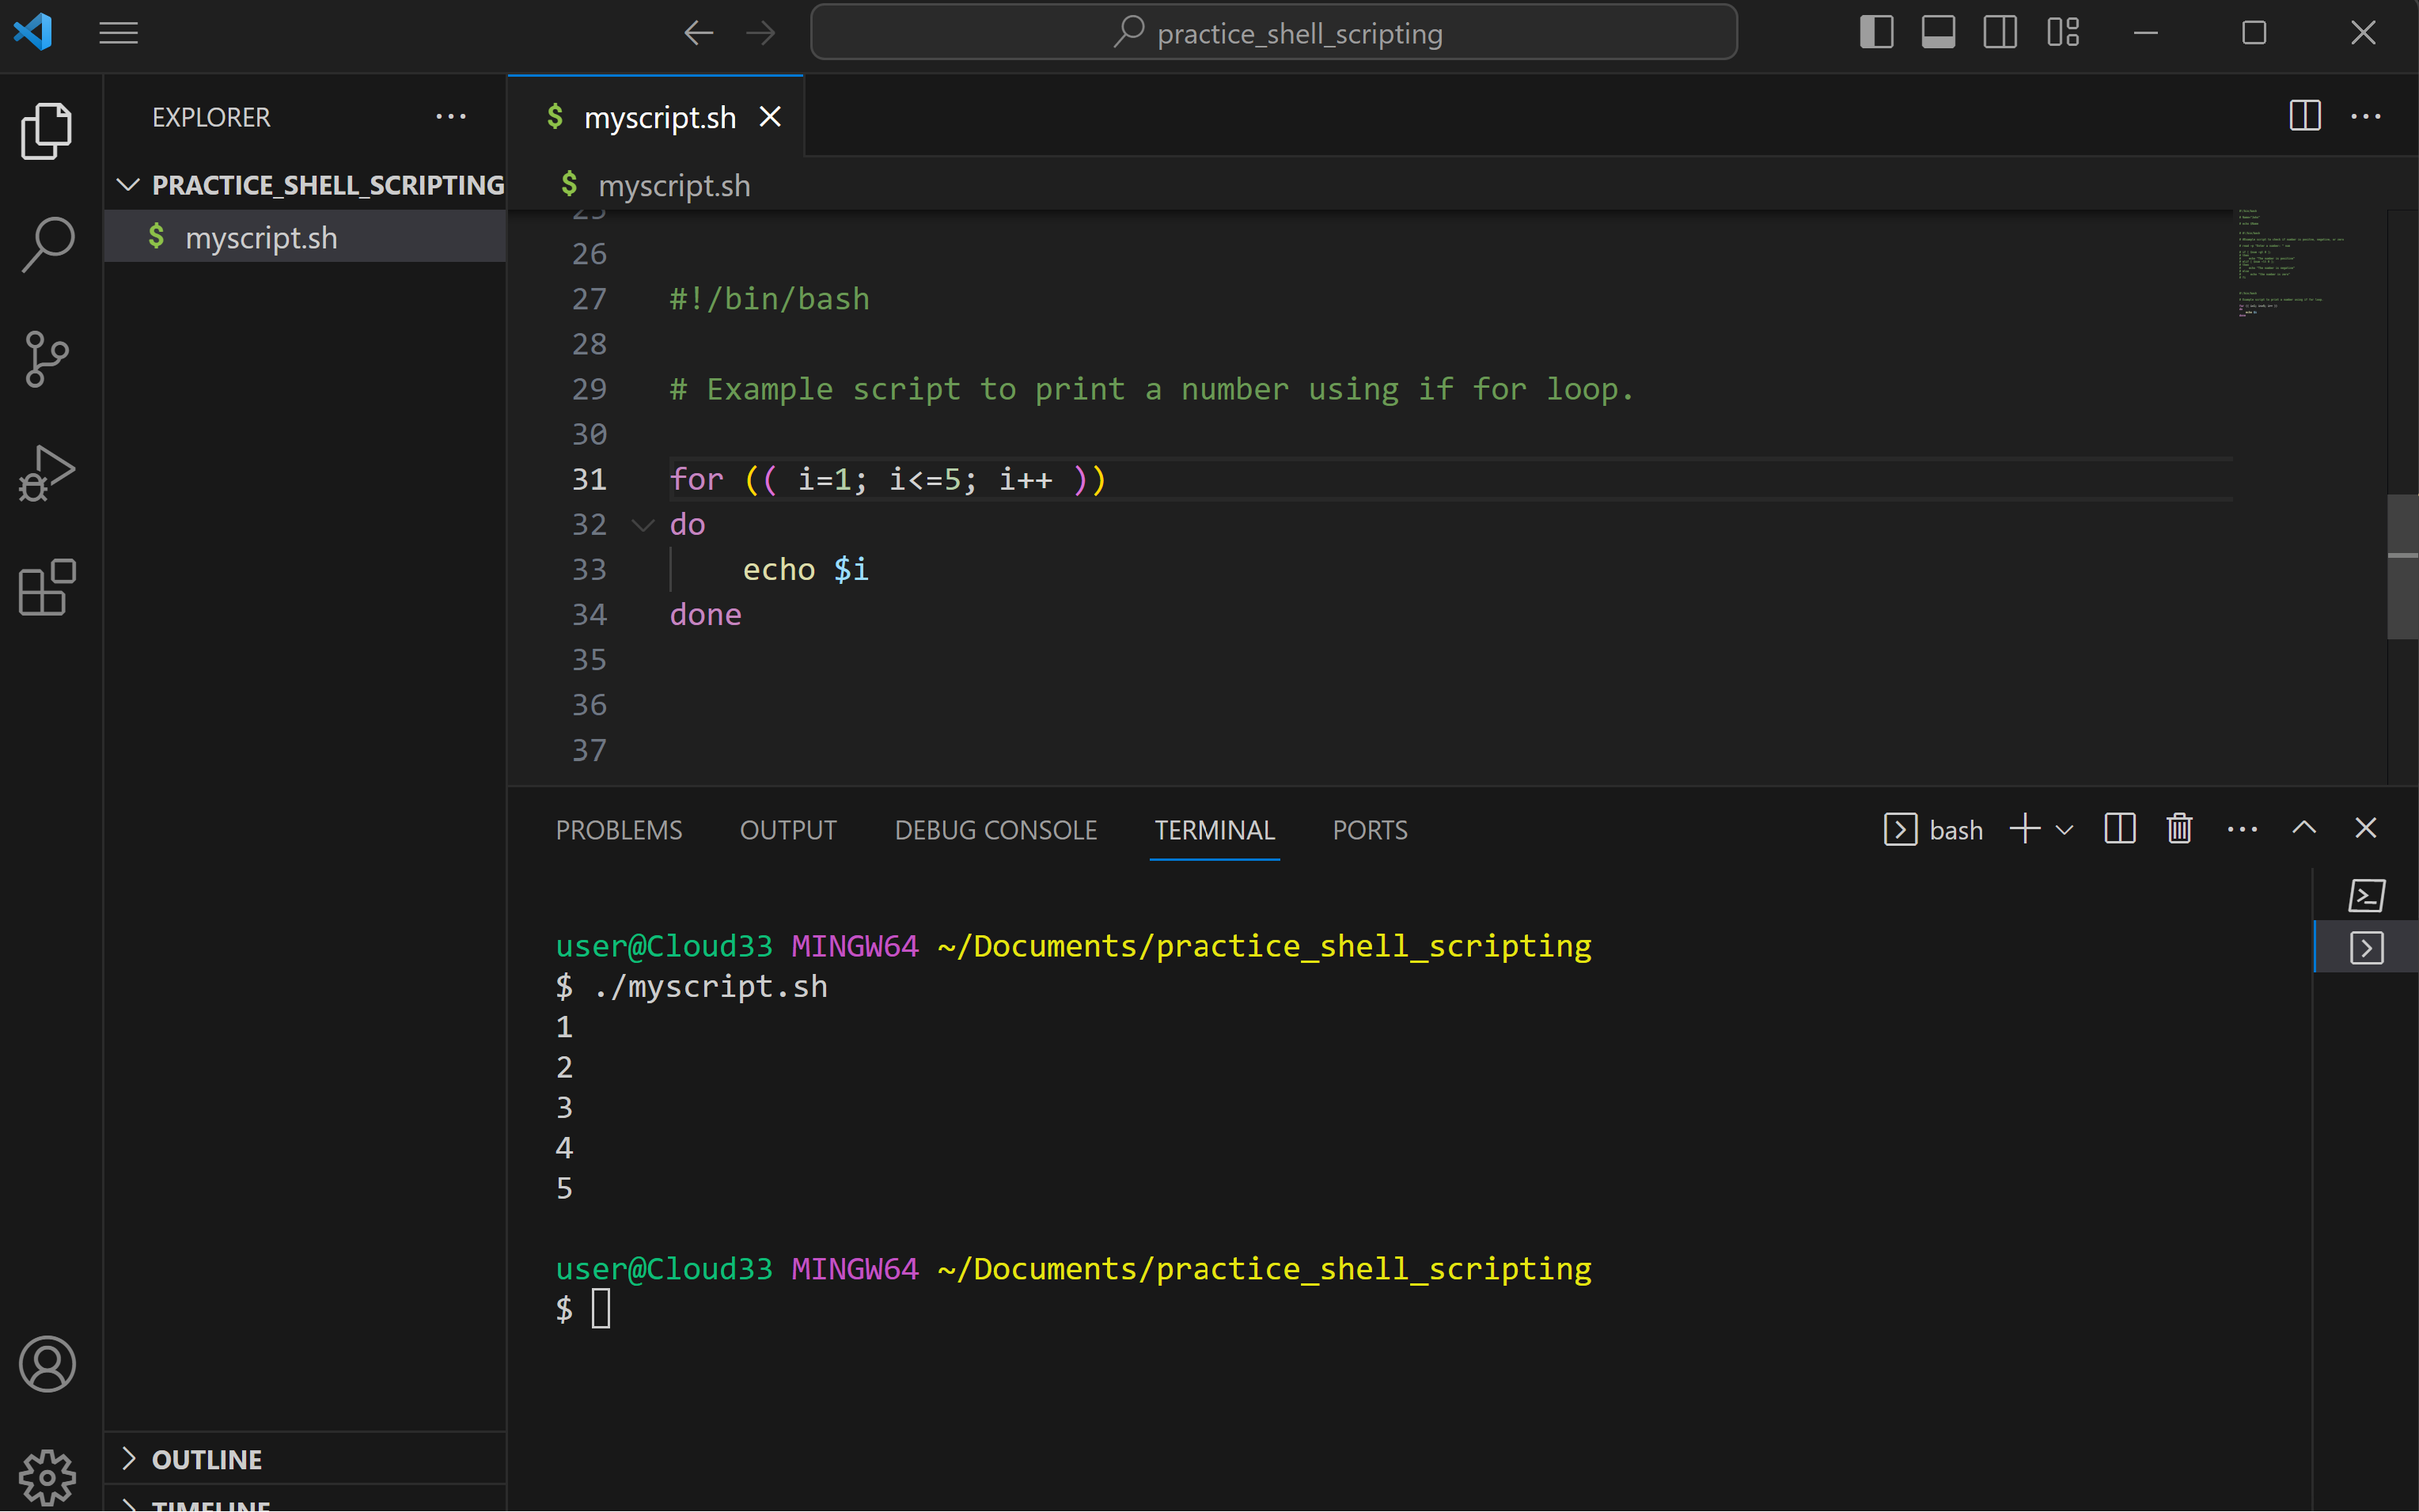 practice_shell_scripting
EXPLORER
PRACTICE_SHELL_SCRIPTING
$ myscript.sh
$ myscript.sh
$ myscript.sh
25
26
27 #!/bin/bash
28
29 # Example script to print a number using if for loop.
30
31 for (( i=1; i<=5; i++ ))
32 do
33     echo $i
34 done
35
36
37
PROBLEMS OUTPUT DEBUG CONSOLE TERMINAL PORTS bash
user@Cloud33 MINGW64 ~/Documents/practice_shell_scripting
$ ./myscript.sh
1
2
3
4
5
user@Cloud33 MINGW64 ~/Documents/practice_shell_scripting
$
OUTLINE
TIMELINE